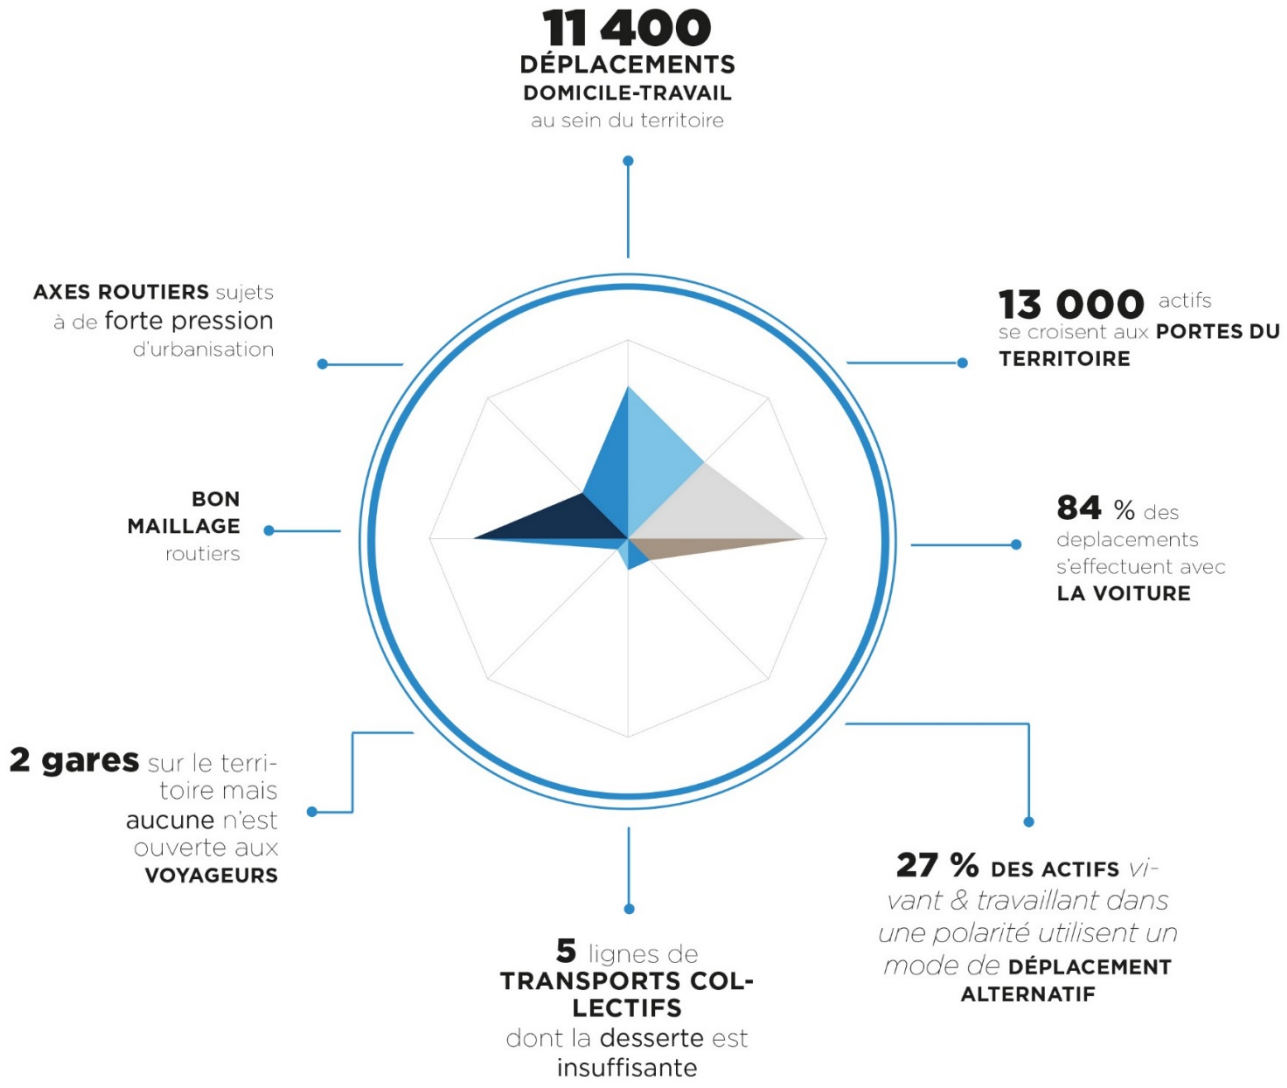 11 400
DÉPLACEMENTS
DOMICILE-TRAVAIL
au sein du territoire
AXES ROUTIERS sujets
à de forte pression
d'urbanisation
13 000 actifs
se croisent aux PORTES DU
TERRITOIRE
BON
MAILLAGE
routiers
84 % des
deplacements
s'effectuent avec
LA VOITURE
2 gares sur le terri-
toire mais
aucune n'est
ouverte aux
VOYAGEURS
27 % DES ACTIFS vi-
vant & travaillant dans
une polarité utilisent un
mode de DÉPLACEMENT
ALTERNATIF
5 lignes de
TRANSPORTS COL-
LECTIFS
dont la desserte est
insuffisante